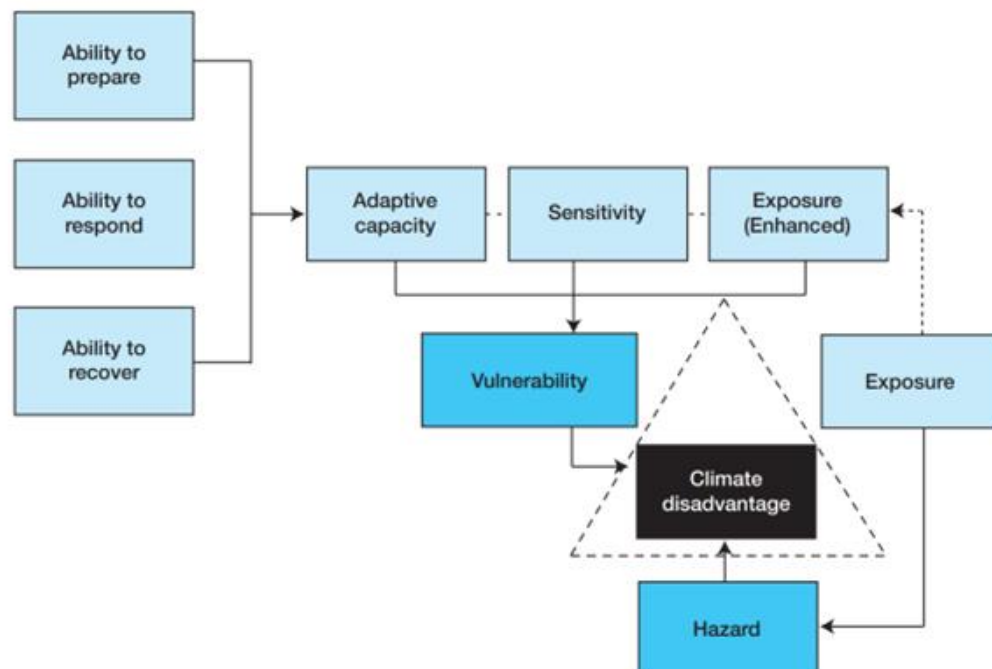 Ability to
prepare
Ability to
respond
Ability to
recover
Adaptive
capacity
Sensitivity
Exposure
(Enhanced)
Vulnerability
Exposure
Climate
disadvantage
Hazard